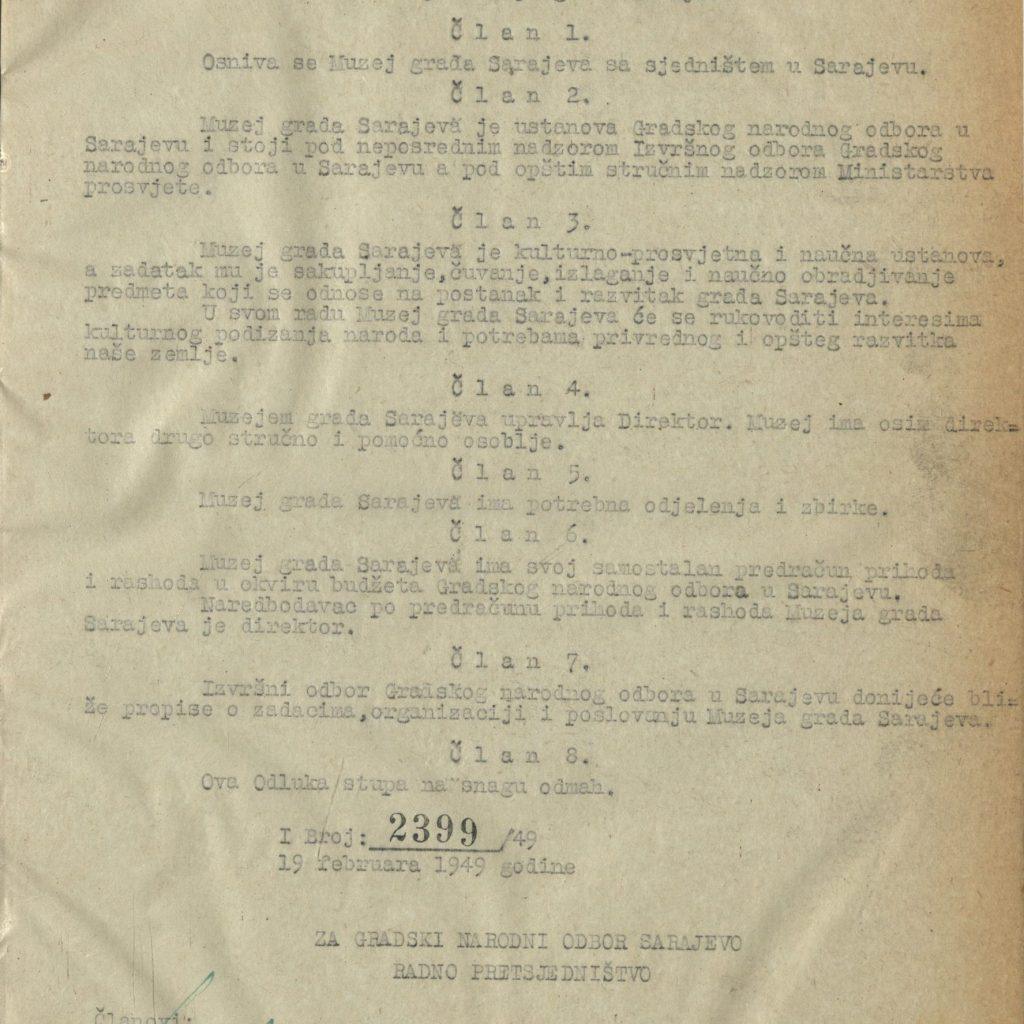 Č l a n 1.
Osniva se Muzej grada Sarajeva sa sjedništem u Sarajevu.
Č l a n 2.
Muzej grada Sarajeva je ustanova Gradskog narodnog odbora u
Sarajevu i stoji pod neposrednim nadzorom Izvršnog odbora Gradskog
narodnog odbora u Sarajevu a pod opštim stručnim nadzorom Ministarstva
prosvjete.
Č l a n 3.
Muzej grada Sarajeva je kulturno-prosvjetna i naučna ustanova,
a zadatak mu je sakupljanje,čuvanje,izlaganje i naučno obradjivanje
predmeta koji se odnose na postanak i razvitak grada Sarajeva.
U svom radu Muzej grada Sarajeva će se rukovoditi interesima
kulturnog podizanja naroda i potrebama privrednog i opšteg razvitka
naše zemlje.
Č l a n 4.
Muzejem grada Sarajeva upravlja Direktor. Muzej ima osim direk=
tora drugo stručno i pomoćno osoblje.
Č l a n 5.
Muzej grada Sarajeva ima potrebna odjelenja i zbirke.
Č l a n 6.
Muzej grada Sarajeva ima svoj samostalan predračun prihoda
i rashoda u okviru budžeta Gradskog narodnog odbora u Sarajevu.
Naredbodavac po predračunu prihoda i rashoda Muzeja grada
Sarajeva je direktor.
Č l a n 7.
Izvršni odbor Gradskog narodnog odbora u Sarajevu donijeće bli=
že propise o zadacima,organizaciji i poslovanju Muzeja grada Sarajeva.
Č l a n 8.
Ova Odluka stupa na snagu odmah.
I Broj: 2399/49
19 februara 1949 godine
ZA GRADSKI NARODNI ODBOR SARAJEVO
RADNO PRETSJEDNIŠTVO
Članovi: